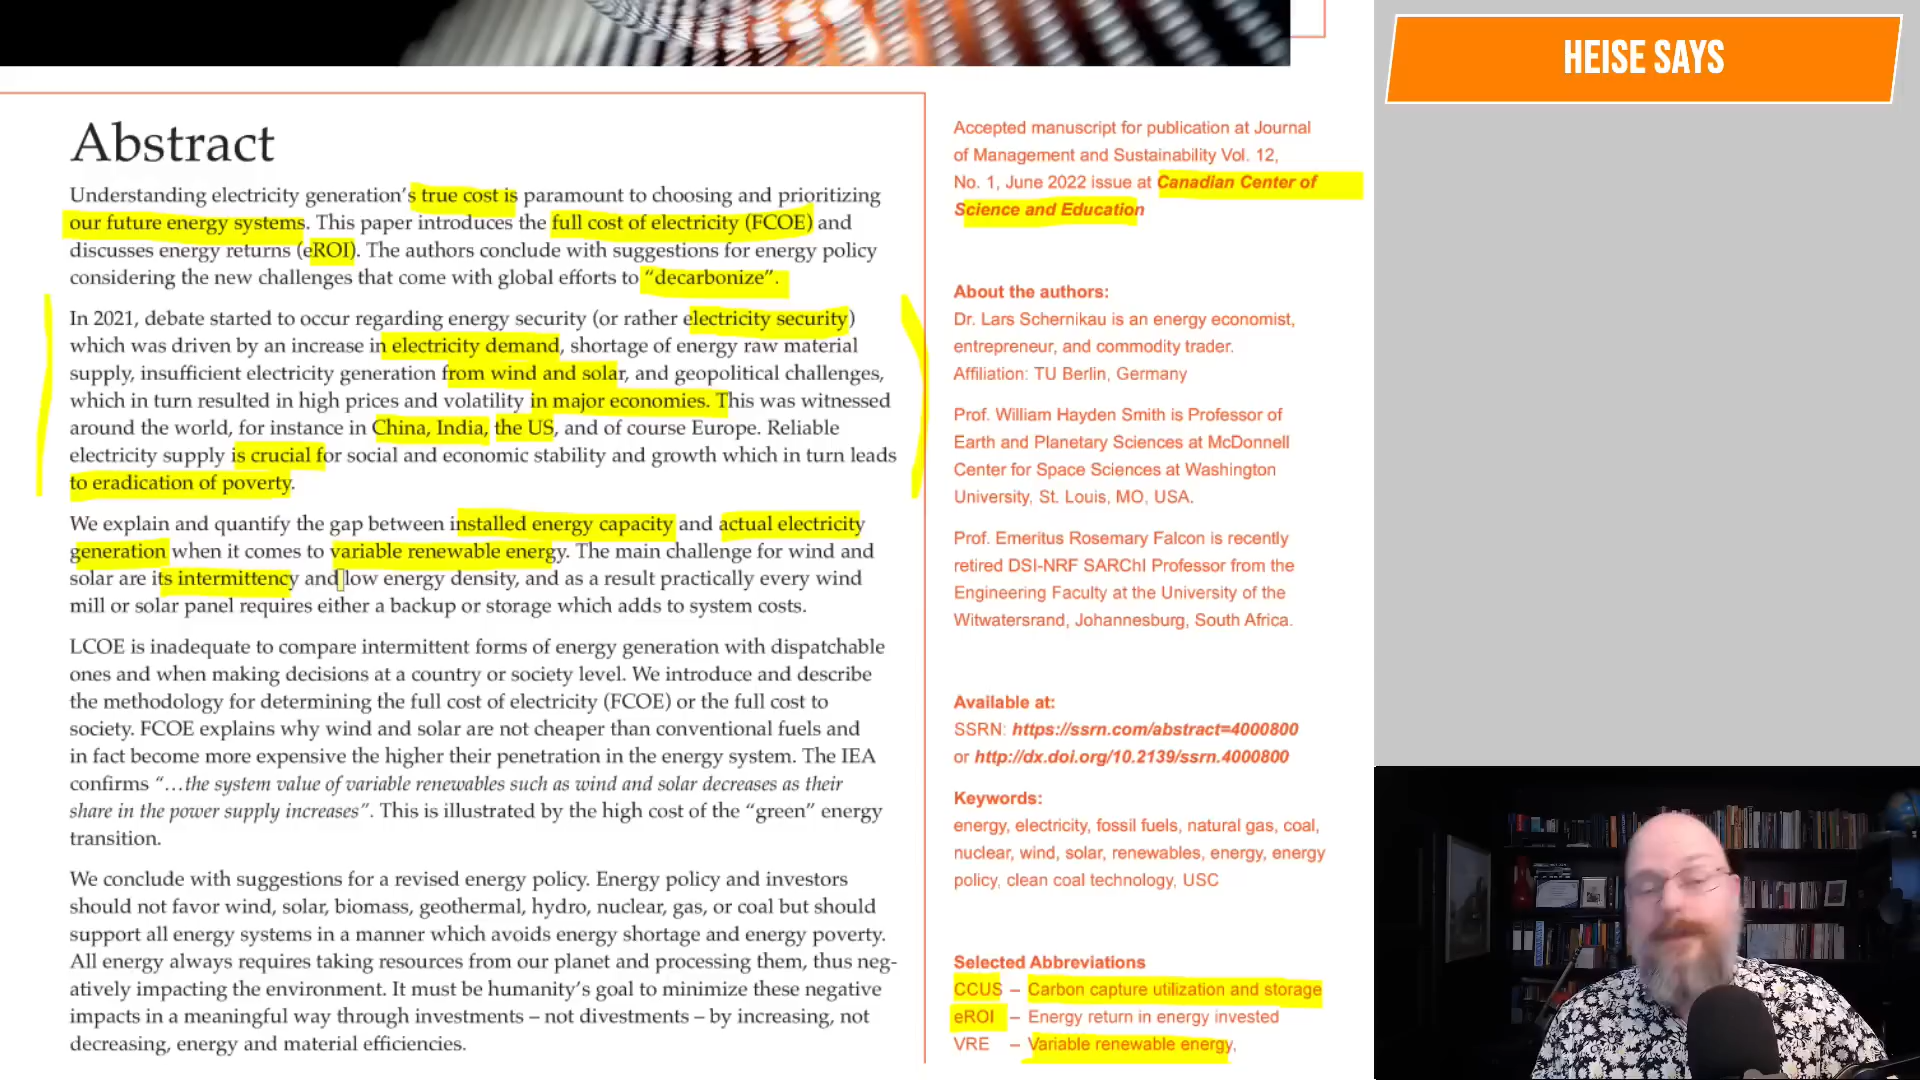 HEISE SAYS
Abstract
Understanding electricity generation's true cost is paramount to choosing and prioritizing
our future energy systems. This paper introduces the full cost of electricity (FCOE) and
discusses energy returns (eROI). The authors conclude with suggestions for energy policy
considering the new challenges that come with global efforts to “decarbonize”.
In 2021, debate started to occur regarding energy security (or rather electricity security)
which was driven by an increase in electricity demand, shortage of energy raw material
supply, insufficient electricity generation from wind and solar, and geopolitical challenges,
which in turn resulted in high prices and volatility in major economies. This was witnessed
around the world, for instance in China, India, the US, and of course Europe. Reliable
electricity supply is crucial for social and economic stability and growth which in turn leads
to eradication of poverty.
We explain and quantify the gap between installed energy capacity and actual electricity
generation when it comes to variable renewable energy. The main challenge for wind and
solar are its intermittency and low energy density, and as a result practically every wind
mill or solar panel requires either a backup or storage which adds to system costs.
LCOE is inadequate to compare intermittent forms of energy generation with dispatchable
ones and when making decisions at a country or society level. We introduce and describe
the methodology for determining the full cost of electricity (FCOE) or the full cost to
society. FCOE explains why wind and solar are not cheaper than conventional fuels and
in fact become more expensive the higher their penetration in the energy system. The IEA
confirms “…the system value of variable renewables such as wind and solar decreases as their
share in the power supply increases”. This is illustrated by the high cost of the “green” energy
transition.
We conclude with suggestions for a revised energy policy. Energy policy and investors
should not favor wind, solar, biomass, geothermal, hydro, nuclear, gas, or coal but should
support all energy systems in a manner which avoids energy shortage and energy poverty.
All energy always requires taking resources from our planet and processing them, thus neg-
atively impacting the environment. It must be humanity's goal to minimize these negative
impacts in a meaningful way through investments – not divestments – by increasing, not
decreasing, energy and material efficiencies.
Accepted manuscript for publication at Journal
of Management and Sustainability Vol. 12,
No. 1, June 2022 issue at Canadian Center of
Science and Education
About the authors:
Dr. Lars Schernikau is an energy economist,
entrepreneur, and commodity trader.
Affiliation: TU Berlin, Germany
Prof. William Hayden Smith is Professor of
Earth and Planetary Sciences at McDonnell
Center for Space Sciences at Washington
University, St. Louis, MO, USA.
Prof. Emeritus Rosemary Falcon is recently
retired DSI-NRF SARChI Professor from the
Engineering Faculty at the University of the
Witwatersrand, Johannesburg, South Africa.
Available at:
SSRN: https://ssrn.com/abstract=4000800
or http://dx.doi.org/10.2139/ssrn.4000800
Keywords:
energy, electricity, fossil fuels, natural gas, coal,
nuclear, wind, solar, renewables, energy, energy
policy, clean coal technology, USC
Selected Abbreviations
CCUS – Carbon capture utilization and storage
eROI – Energy return in energy invested
VRE – Variable renewable energy,